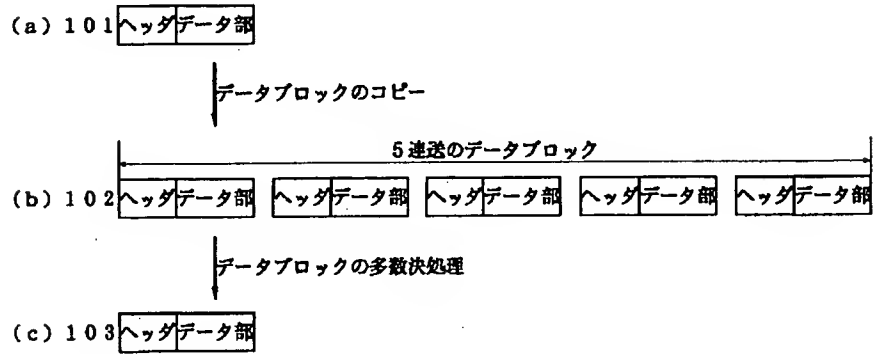 (a) 101 ヘッダ データ部
データブロックのコピー
5連送のデータブロック
(b) 102 ヘッダ データ部 ヘッダ データ部 ヘッダ データ部 ヘッダ データ部 ヘッダ データ部
データブロックの多数決処理
(c) 103 ヘッダ データ部